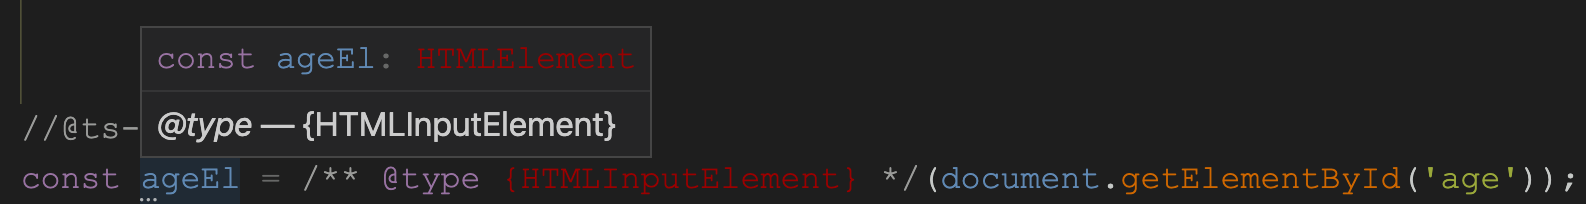 const ageEl: HTMLElement
@type — {HTMLInputElement}
//@ts-
const ageEl = /** @type {HTMLInputElement} */(document.getElementById('age'));